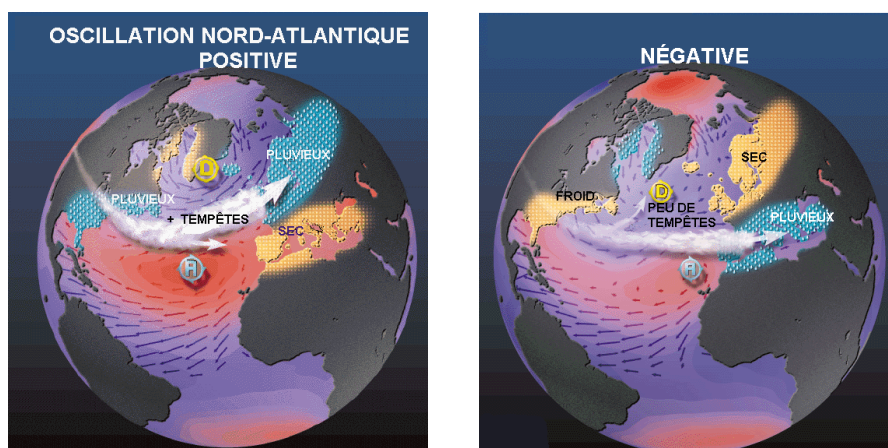 OSCILLATION NORD-ATLANTIQUE
POSITIVE
D
PLUVIEUX
PLUVIEUX
+ TEMPÊTES
SEC
A
NÉGATIVE
SEC
D
FROID
PEU DE
TEMPÊTES
PLUVIEUX
A